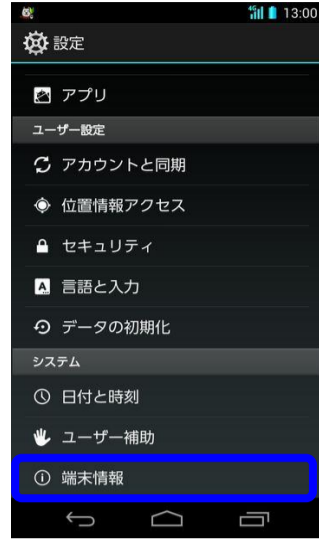 4G 13:00
設定
アプリ
ユーザー設定
アカウントと同期
位置情報アクセス
セキュリティ
A 言語と入力
データの初期化
システム
日付と時刻
ユーザー補助
端末情報